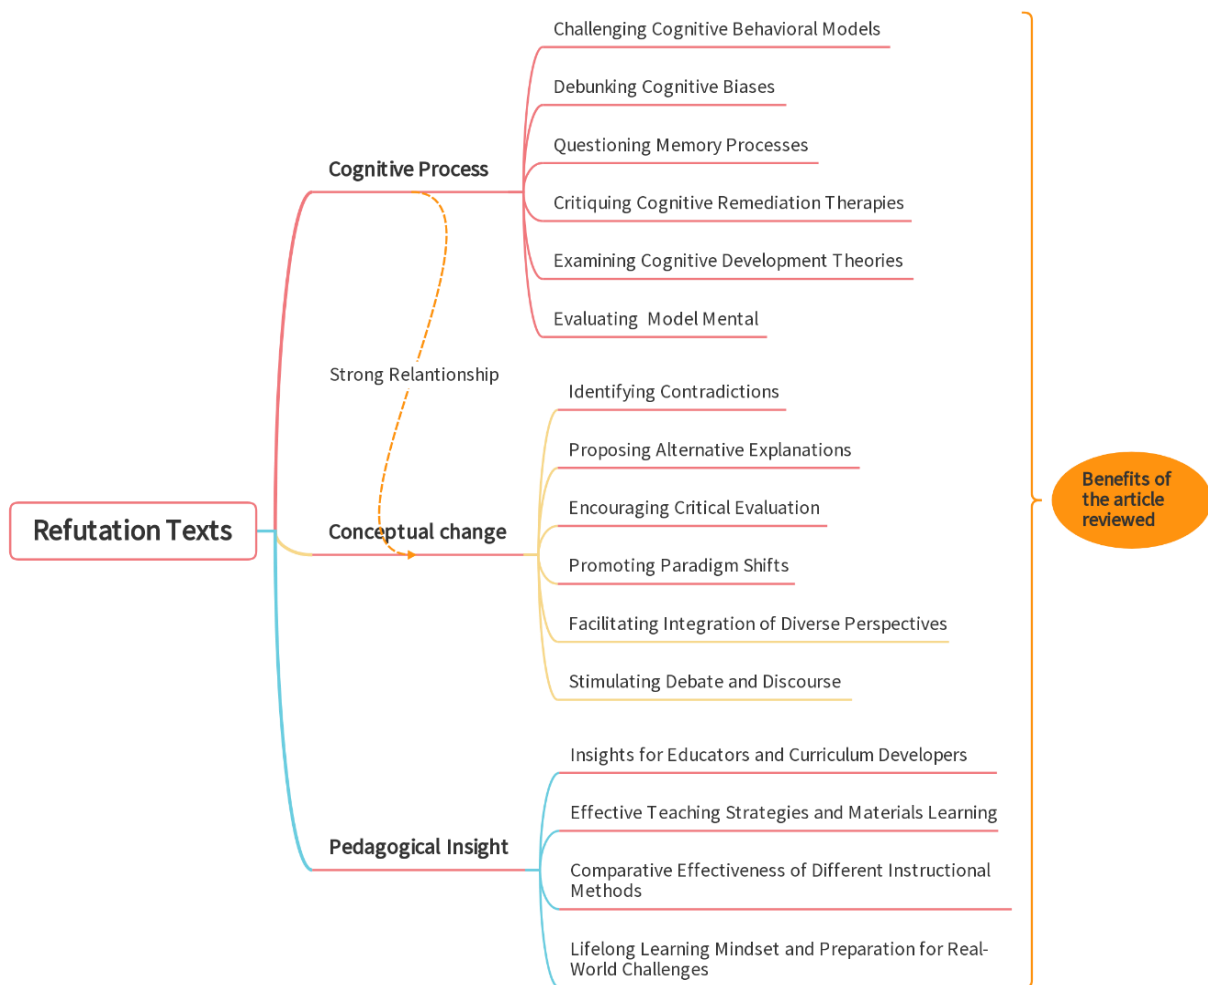 Refutation Texts
Cognitive Process
Challenging Cognitive Behavioral Models
Debunking Cognitive Biases
Questioning Memory Processes
Critiquing Cognitive Remediation Therapies
Examining Cognitive Development Theories
Evaluating  Model Mental
Strong Relantionship
Conceptual change
Identifying Contradictions
Proposing Alternative Explanations
Encouraging Critical Evaluation
Promoting Paradigm Shifts
Facilitating Integration of Diverse Perspectives
Stimulating Debate and Discourse
Pedagogical Insight
Insights for Educators and Curriculum Developers
Effective Teaching Strategies and Materials Learning
Comparative Effectiveness of Different Instructional
Methods
Lifelong Learning Mindset and Preparation for Real-
World Challenges
Benefits of
the article
reviewed